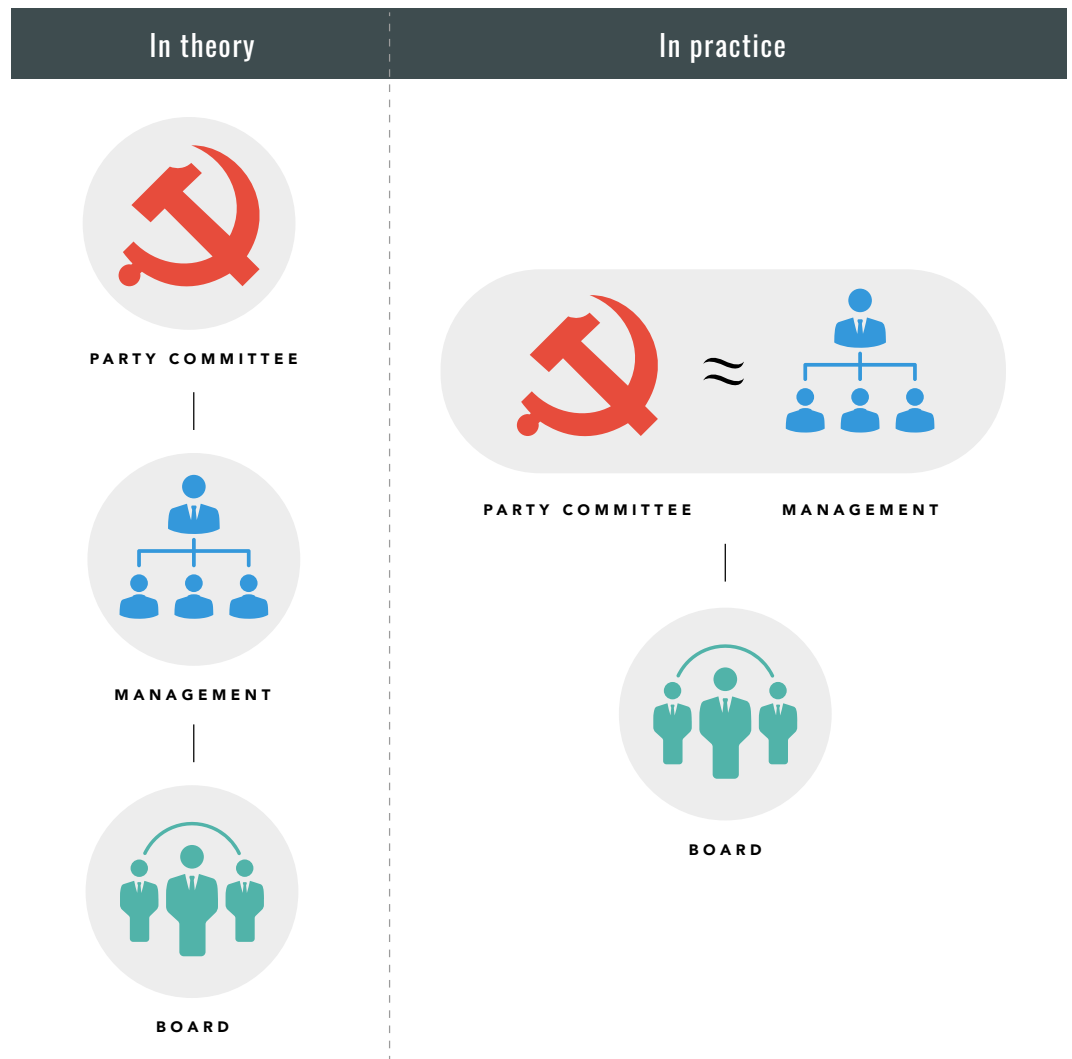 In theory
In practice
PARTY COMMITTEE
MANAGEMENT
BOARD
≈
PARTY COMMITTEE
MANAGEMENT
BOARD